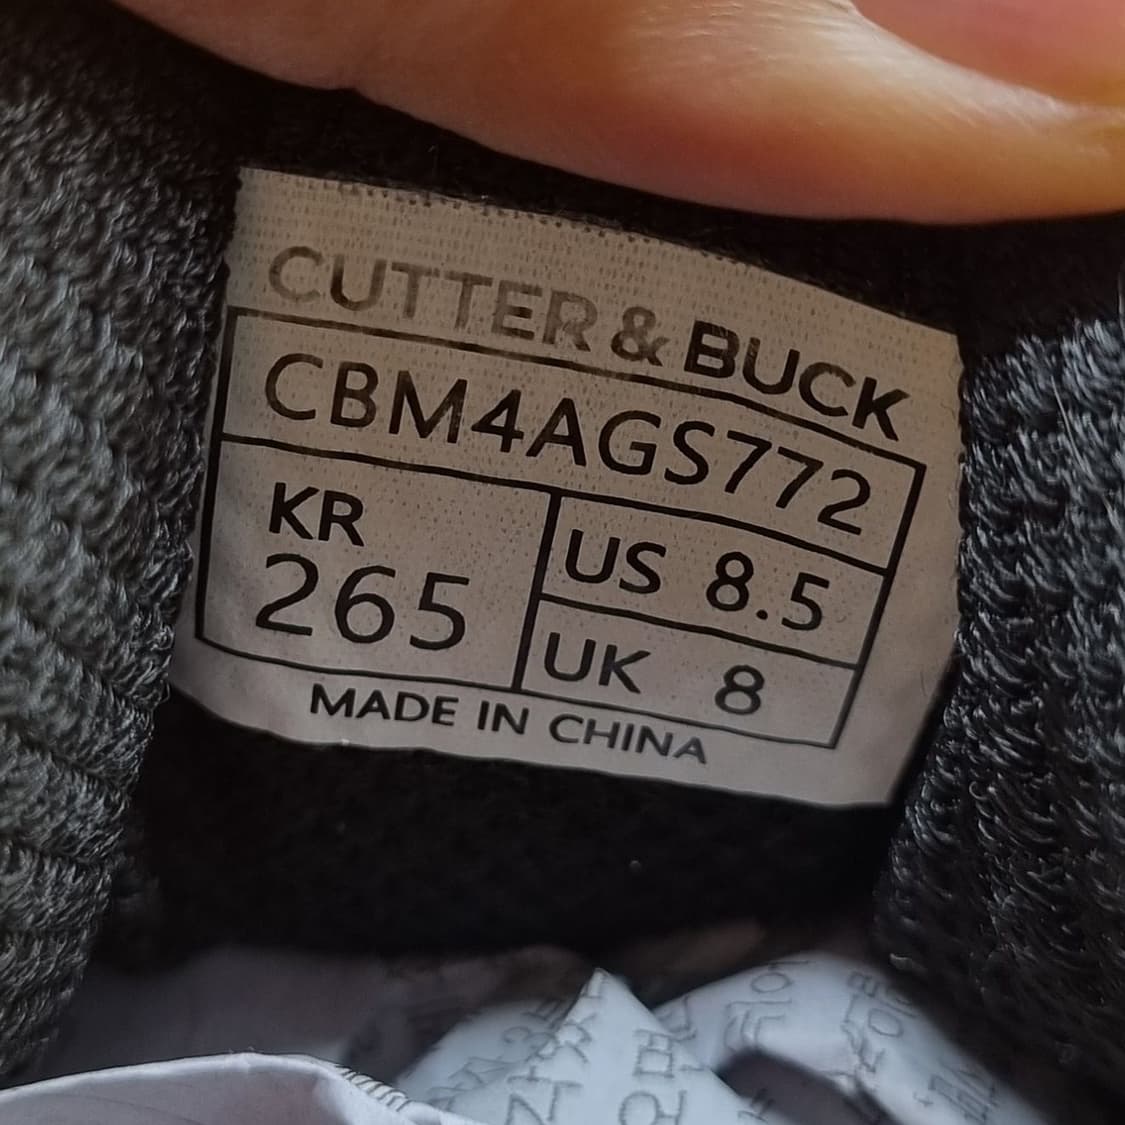 CUTTER & BUCK
CBM4AGS772
KR
265
US 8.5
UK 8
MADE IN CHINA